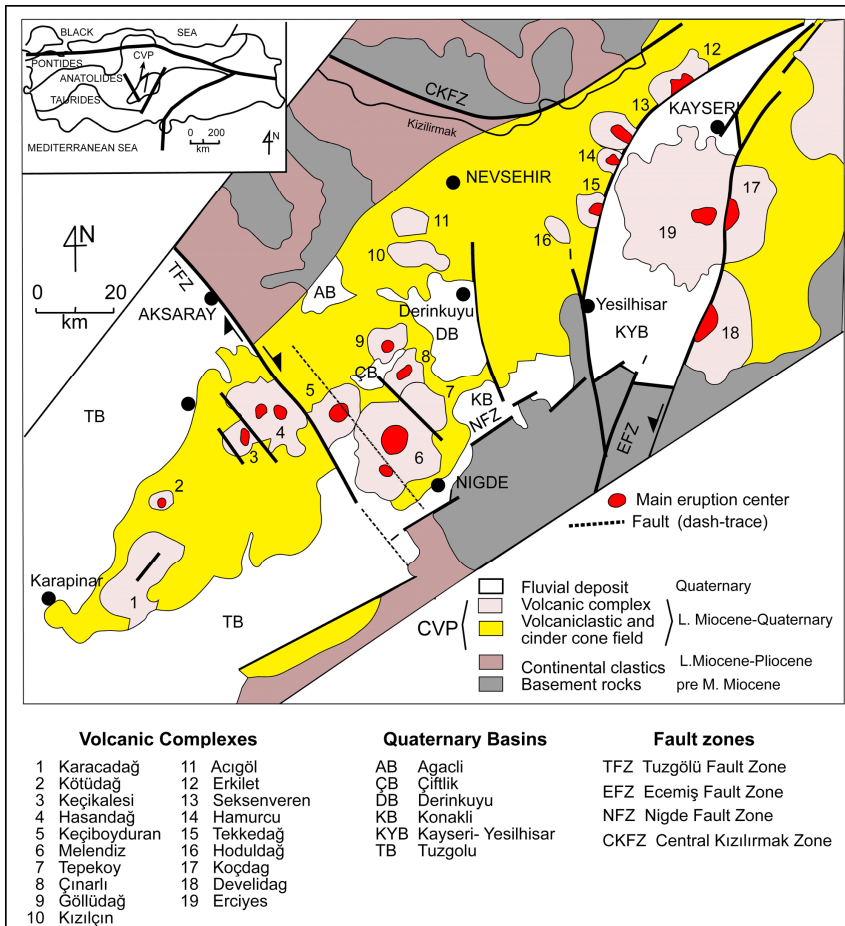 BLACK SEA
PONTIDES
CVP
ANATOLIDES
TAURIDES
0 200
km
N
MEDITERRANEAN SEA
12
CKFZ
13
KAYSERI
Kizilirmak
14
NEVSEHIR
15
17
11
16
19
10
N
TFZ
AB
0 20
km
AKSARAY
Derinkuyu
DB
Yesilhisar
KYB
18
9
8
ÇB
5
7
KB
NFZ
TB
4
3
6
EFZ
2
NIGDE
Main eruption center
Fault (dash-trace)
Karapinar
1
TB
CVP
Fluvial deposit Quaternary
Volcanic complex
Volcaniclastic and
cinder cone field
L. Miocene-Quaternary
Continental clastics L.Miocene-Pliocene
Basement rocks pre M. Miocene
Volcanic Complexes
1 Karacadağ
2 Kötüdağ
3 Keçikalesi
4 Hasandağ
5 Keçiboyduran
6 Melendiz
7 Tepekoy
8 Çınarlı
9 Göllüdağ
10 Kızılçın
11 Acıgöl
12 Erkilet
13 Seksenveren
14 Hamurcu
15 Tekkedağ
16 Hoduldağ
17 Koçdag
18 Develidag
19 Erciyes
Quaternary Basins
AB Agacli
ÇB Çiftlik
DB Derinkuyu
KB Konakli
KYB Kayseri- Yesilhisar
TB Tuzgolu
Fault zones
TFZ Tuzgölü Fault Zone
EFZ Ecemiş Fault Zone
NFZ Nigde Fault Zone
CKFZ Central Kızılırmak Zone